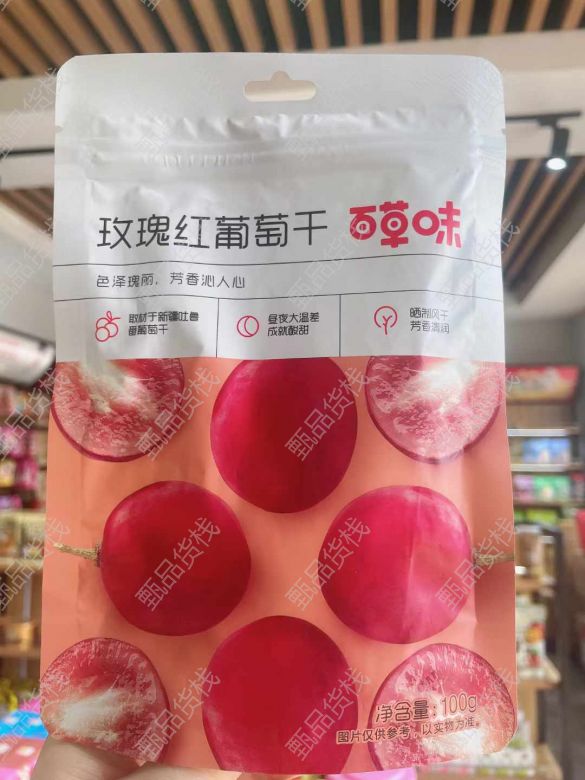 玫瑰红葡萄干 百草味
色泽瑰丽，芳香沁人心
取材于新疆吐鲁
番葡萄干
昼夜大温差
成就酸甜
晒制风干
芳香清润
净含量：100g
图片仅供参考，以实物为准。
甄品货栈